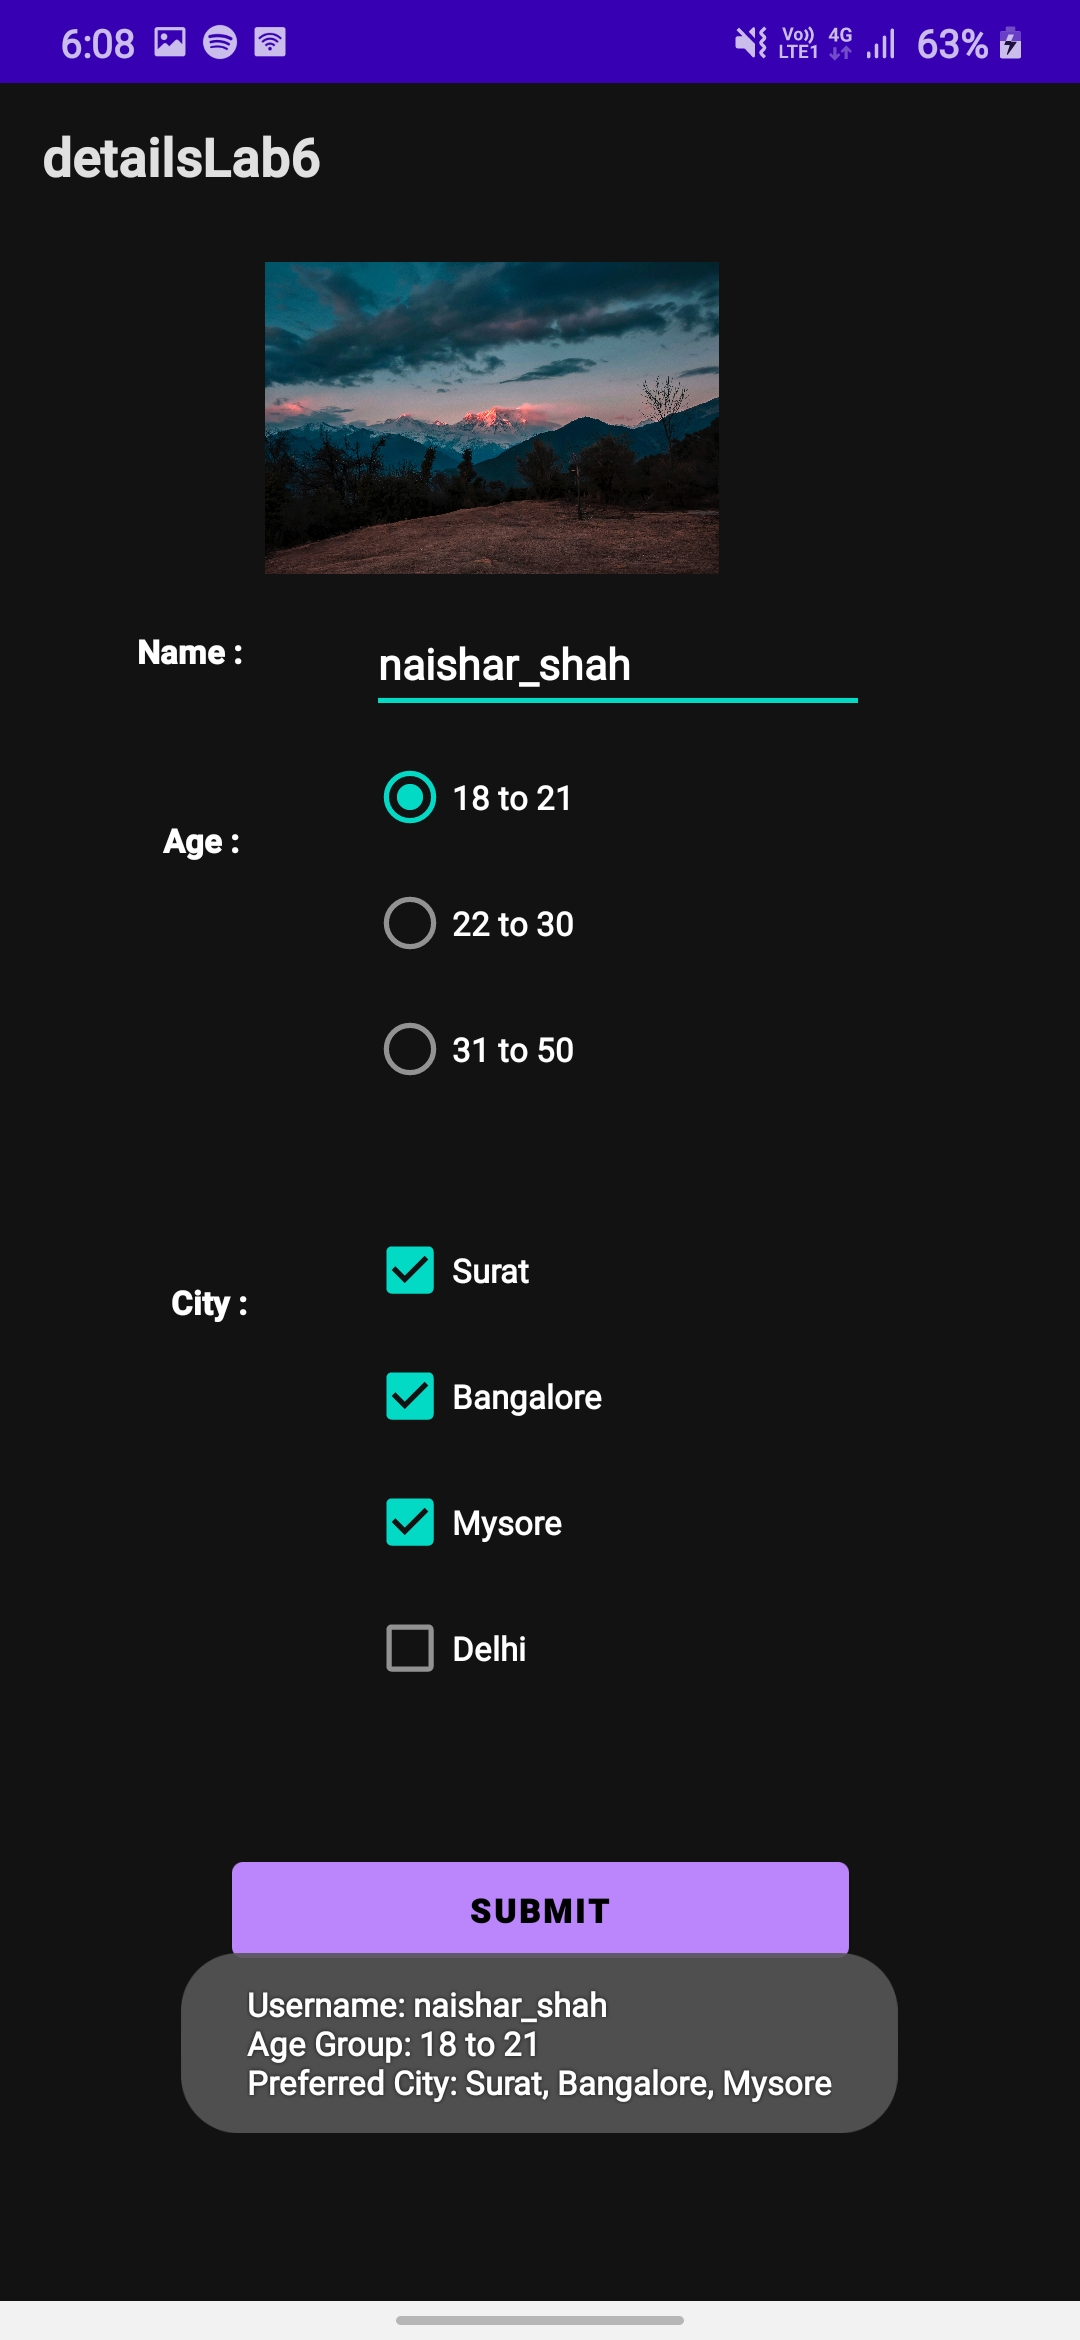 6:08 Vo)) LTE1 4G 63%
detailsLab6
Name : naishar_shah
Age : 18 to 21
22 to 30
31 to 50
City : Surat
Bangalore
Mysore
Delhi
SUBMIT
Username: naishar_shah
Age Group: 18 to 21
Preferred City: Surat, Bangalore, Mysore